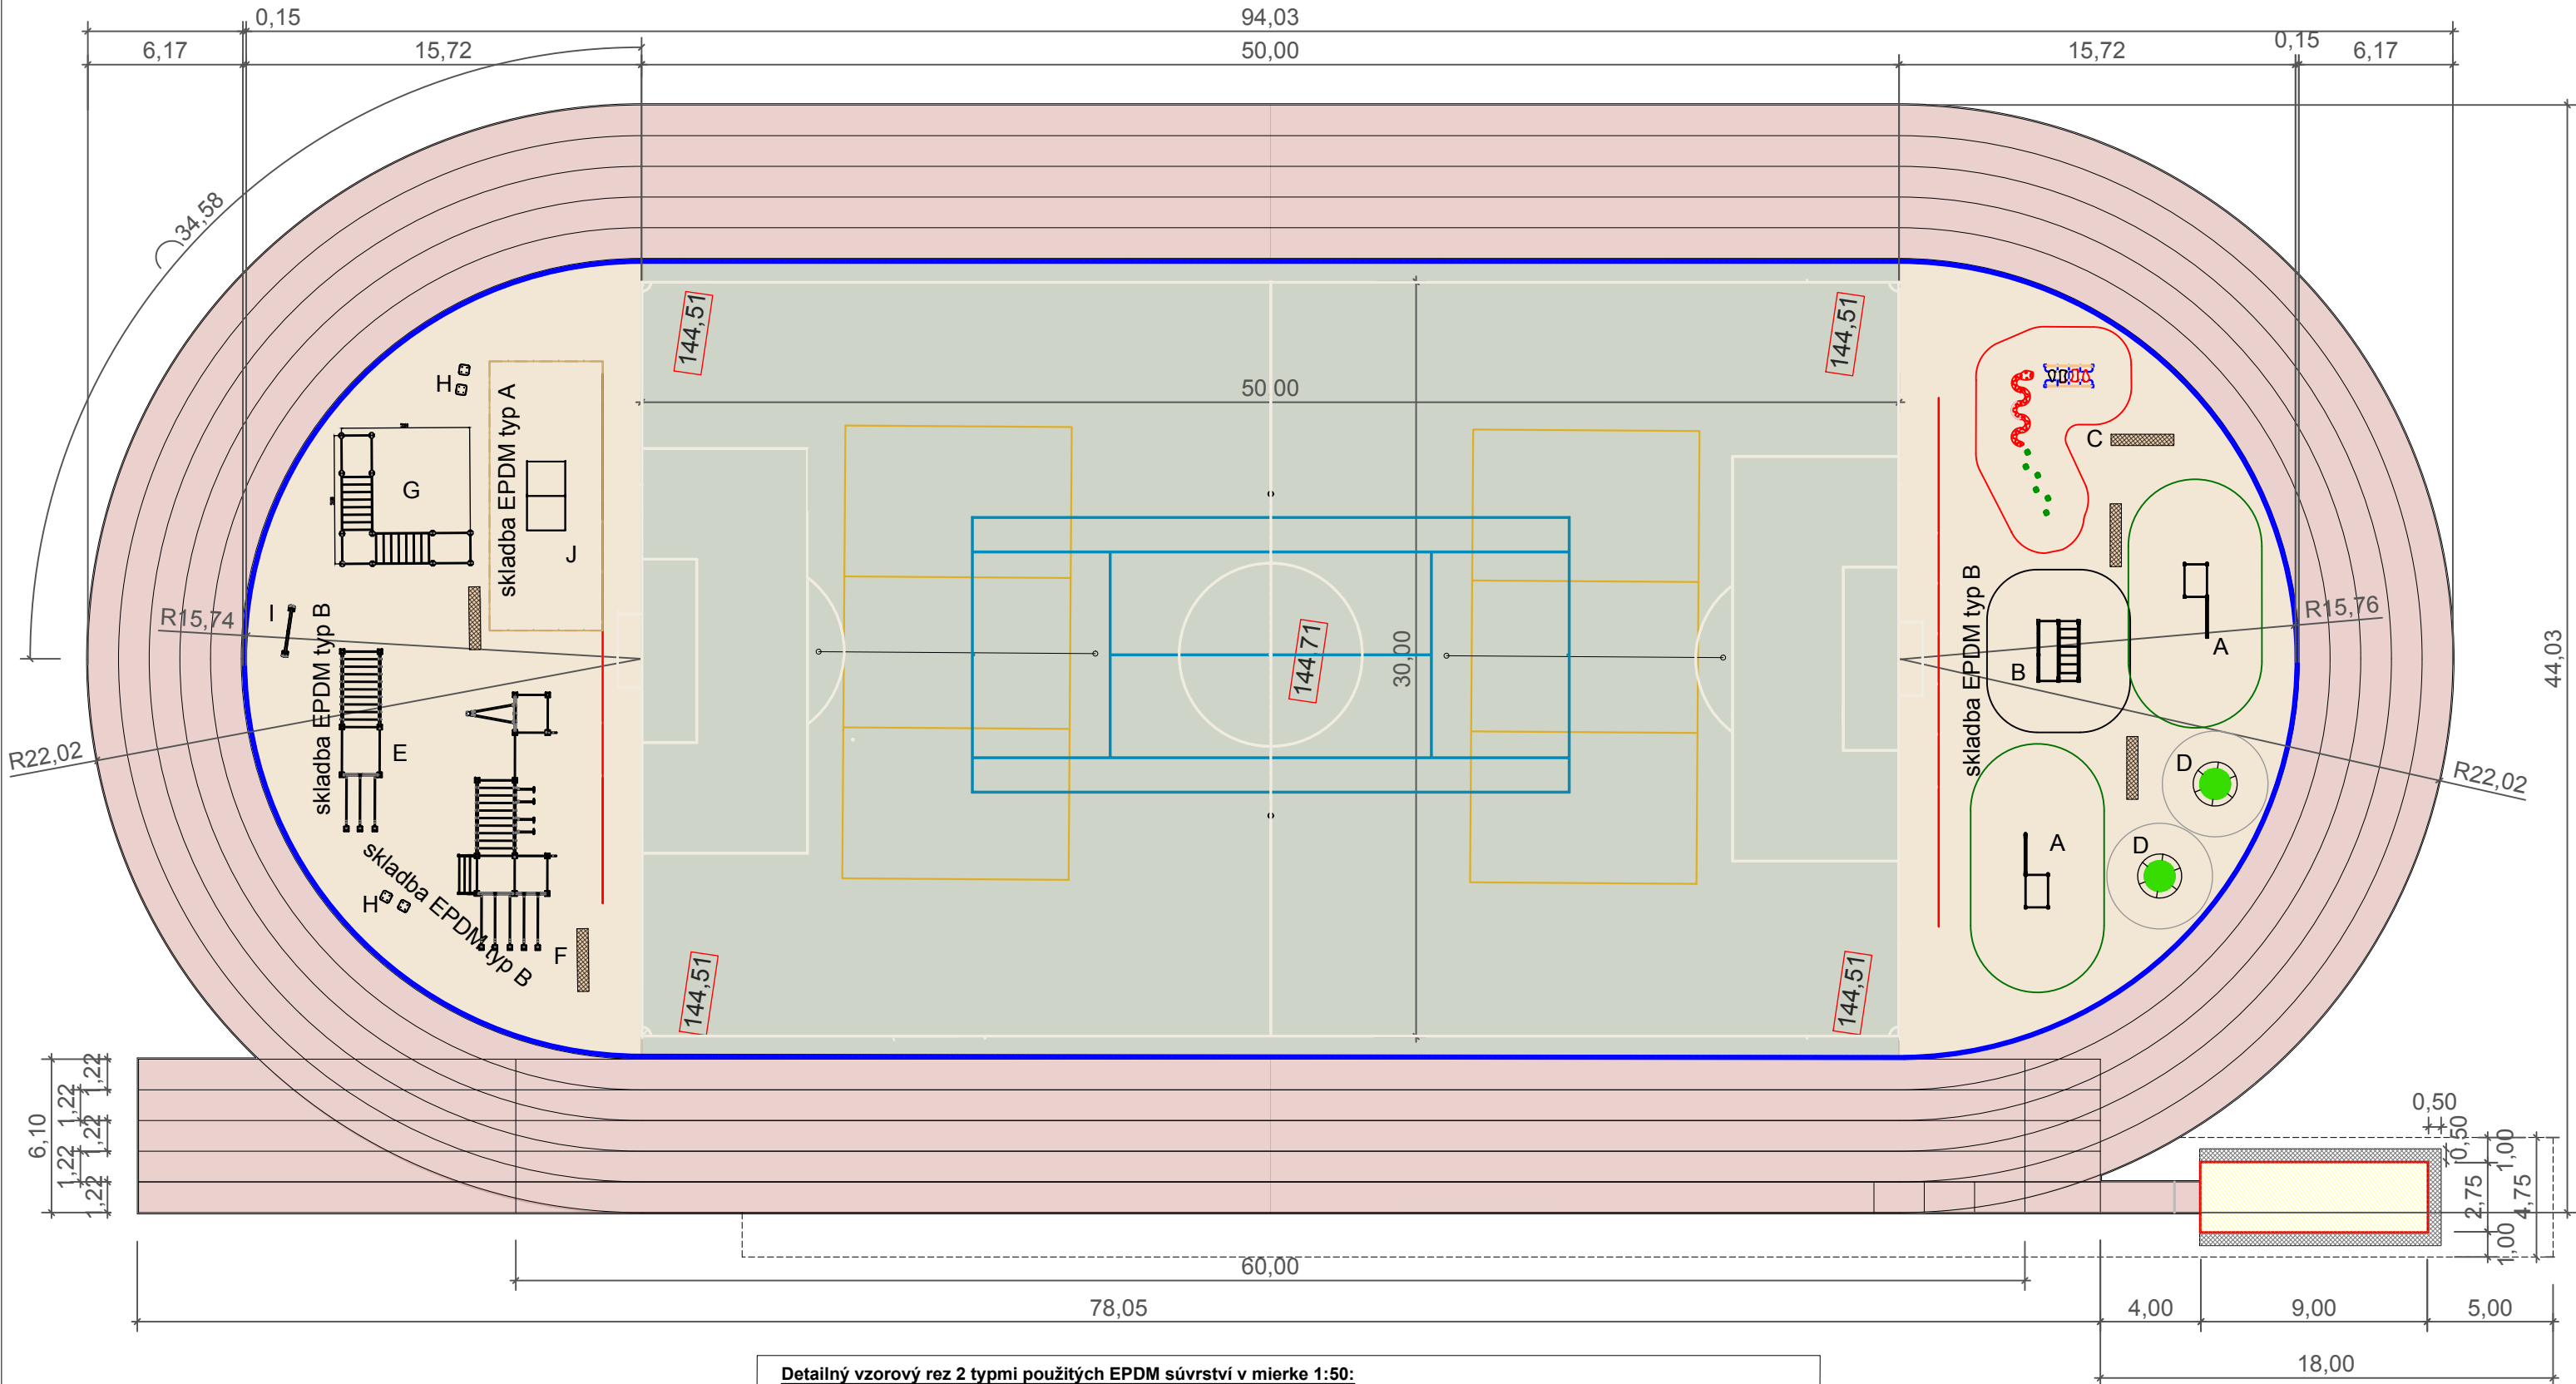 0,15
94,03
6,17
15,72
50,00
15,72
0,15
6,17
34,58
144,51
144,51
50,00
H
skladba EPDM typ A
G
J
C
I
R15,74
skladba EPDM typ B
E
R22,02
144,71
30,00
skladba EPDM typ B
B
A
R15,76
44,03
D
R22,02
A
D
skladba EPDM typ B
H
F
144,51
144,51
6,10
1,22
1,22
1,22
1,22
1,22
0,50
0,50
1,00
2,75
4,75
1,00
60,00
78,05
4,00
9,00
5,00
18,00
Detailný vzorový rez 2 typmi použitých EPDM súvrství v mierke 1:50: